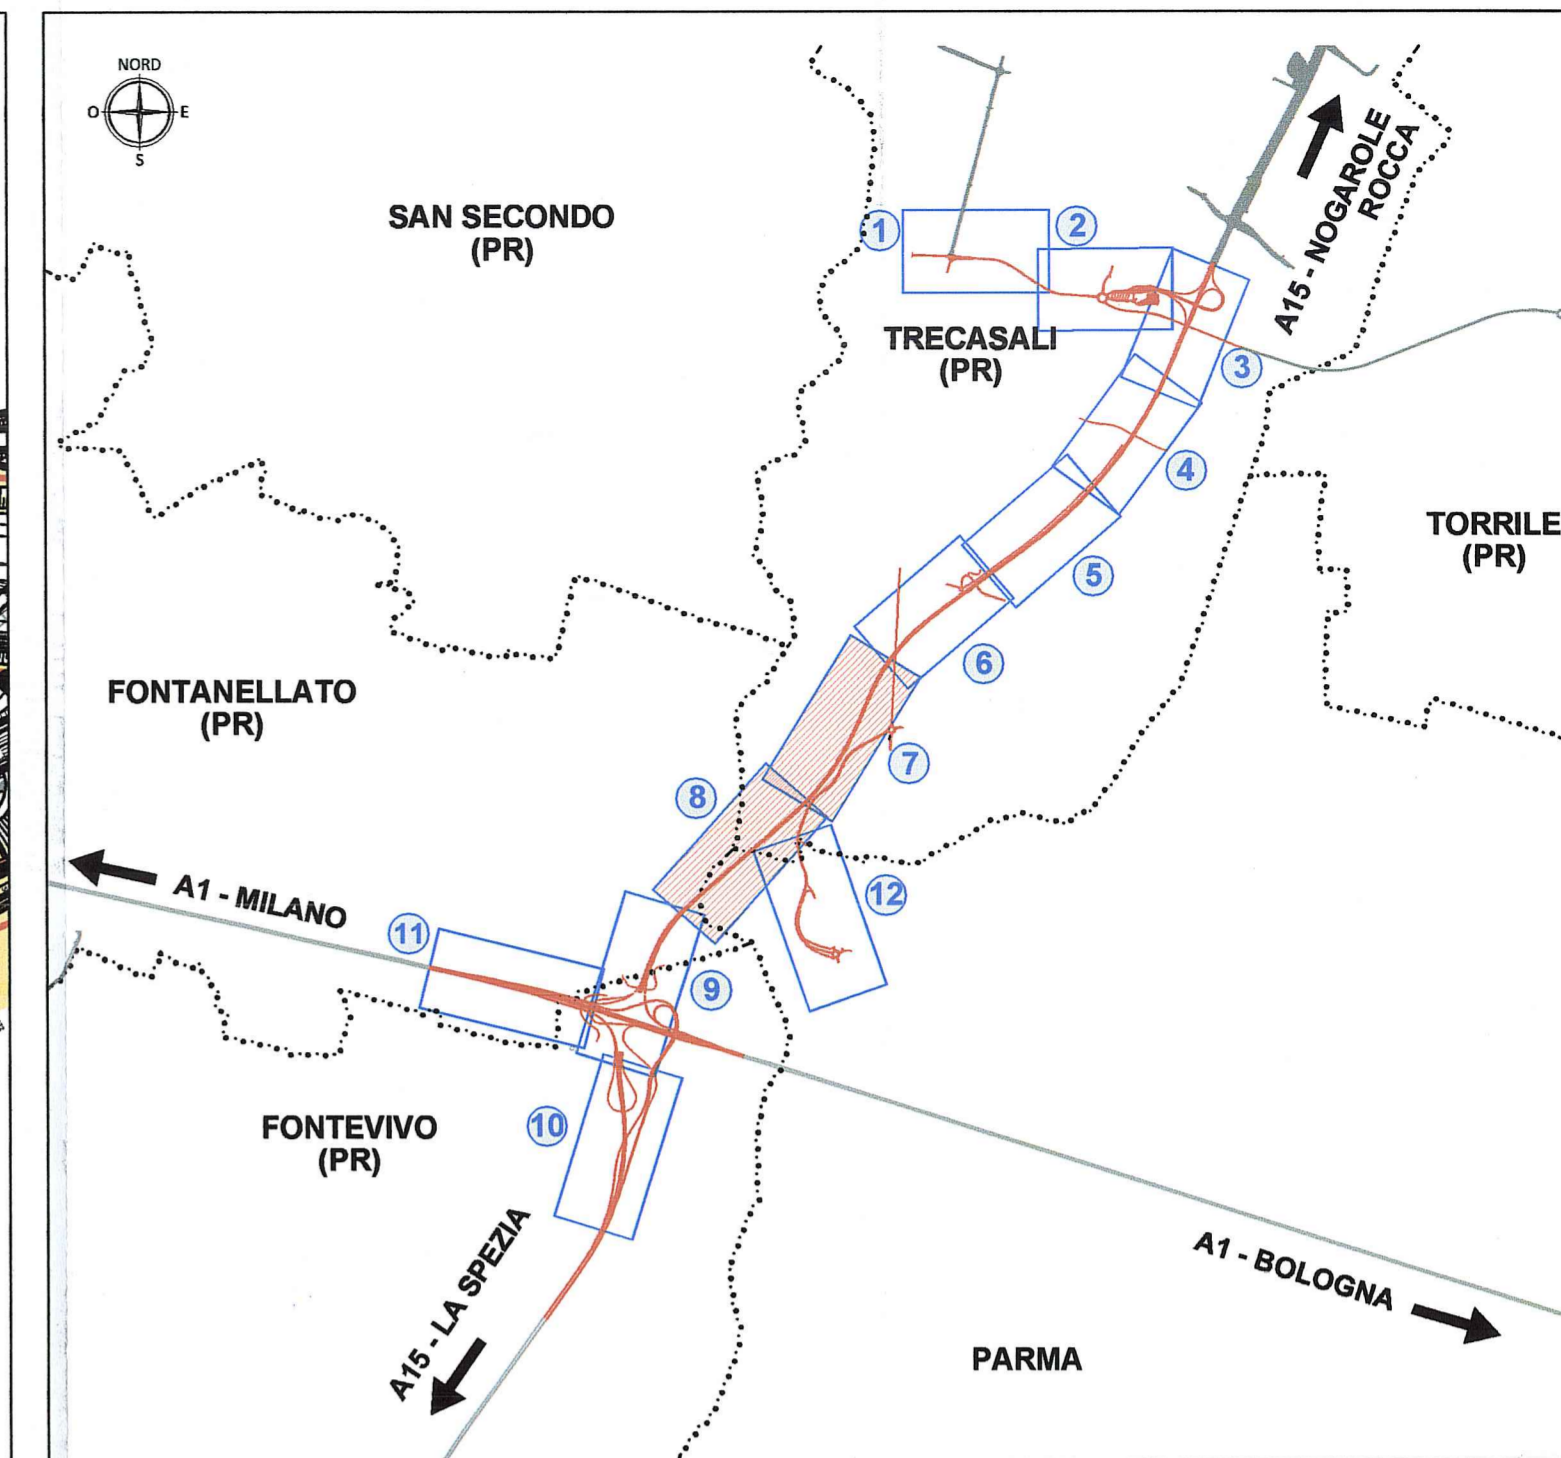 NORD
O
E
S
SAN SECONDO
(PR)
A15 - NOGAROLE
ROCCA
1
2
TRECASALI
(PR)
3
4
TORRILE
(PR)
5
6
FONTANELLATO
(PR)
7
8
A1 - MILANO
12
11
9
FONTEVIVO
(PR)
10
A15 - LA SPEZIA
A1 - BOLOGNA
PARMA